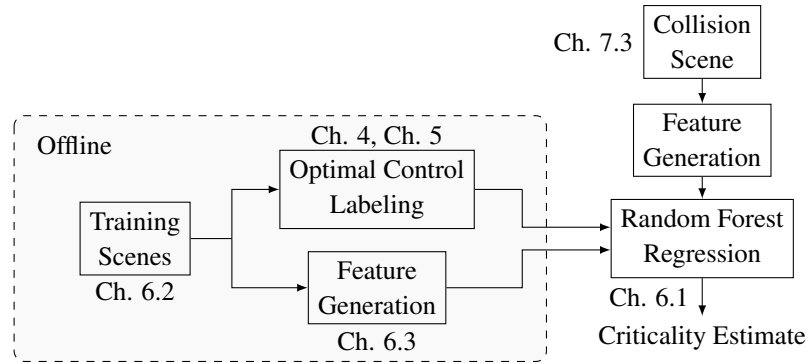 Collision
Scene
Ch. 7.3
Feature
Generation
Offline
Ch. 4, Ch. 5
Optimal Control
Labeling
Training
Scenes
Ch. 6.2
Feature
Generation
Ch. 6.3
Random Forest
Regression
Ch. 6.1
Criticality Estimate